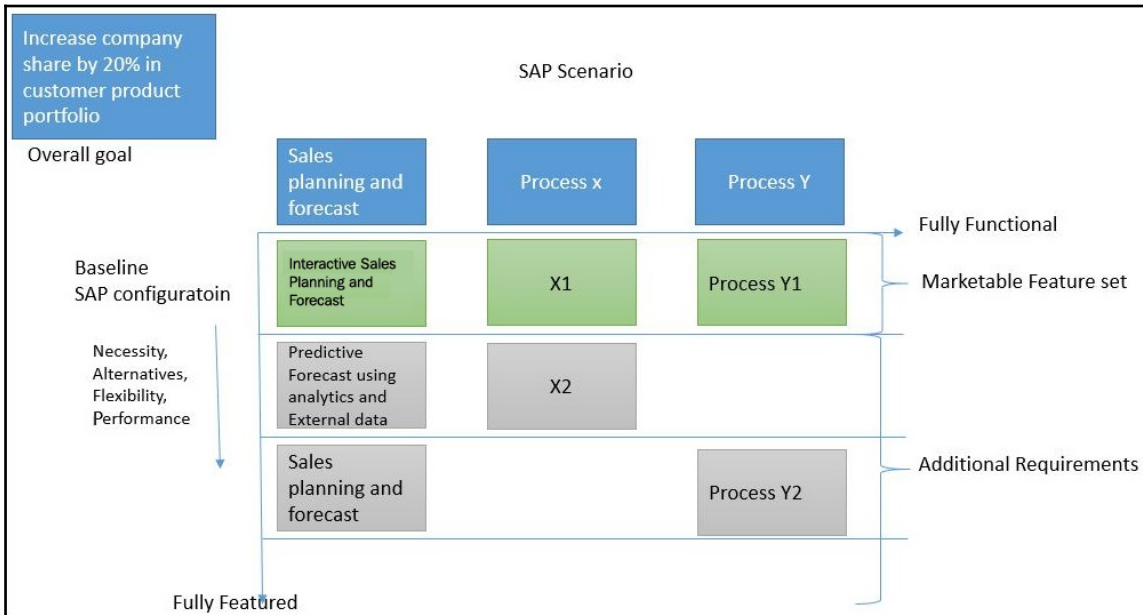 Increase company
share by 20% in
customer product
portfolio
SAP Scenario
Overall goal
Sales
planning and
forecast
Process x
Process Y
Fully Functional
Baseline
SAP configuratoin
Interactive Sales
Planning and
Forecast
X1
Process Y1
Marketable Feature set
Necessity,
Alternatives,
Flexibility,
Performance
Predictive
Forecast using
analytics and
External data
X2
Sales
planning and
forecast
Process Y2
Additional Requirements
Fully Featured